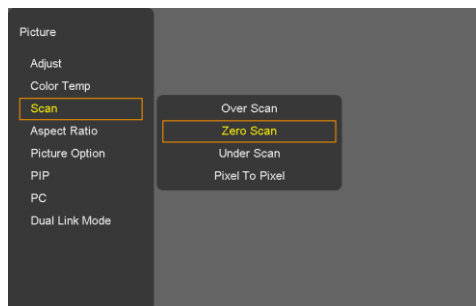 Picture
Adjust
Color Temp
Scan
Aspect Ratio
Picture Option
PIP
PC
Dual Link Mode
Over Scan
Zero Scan
Under Scan
Pixel To Pixel